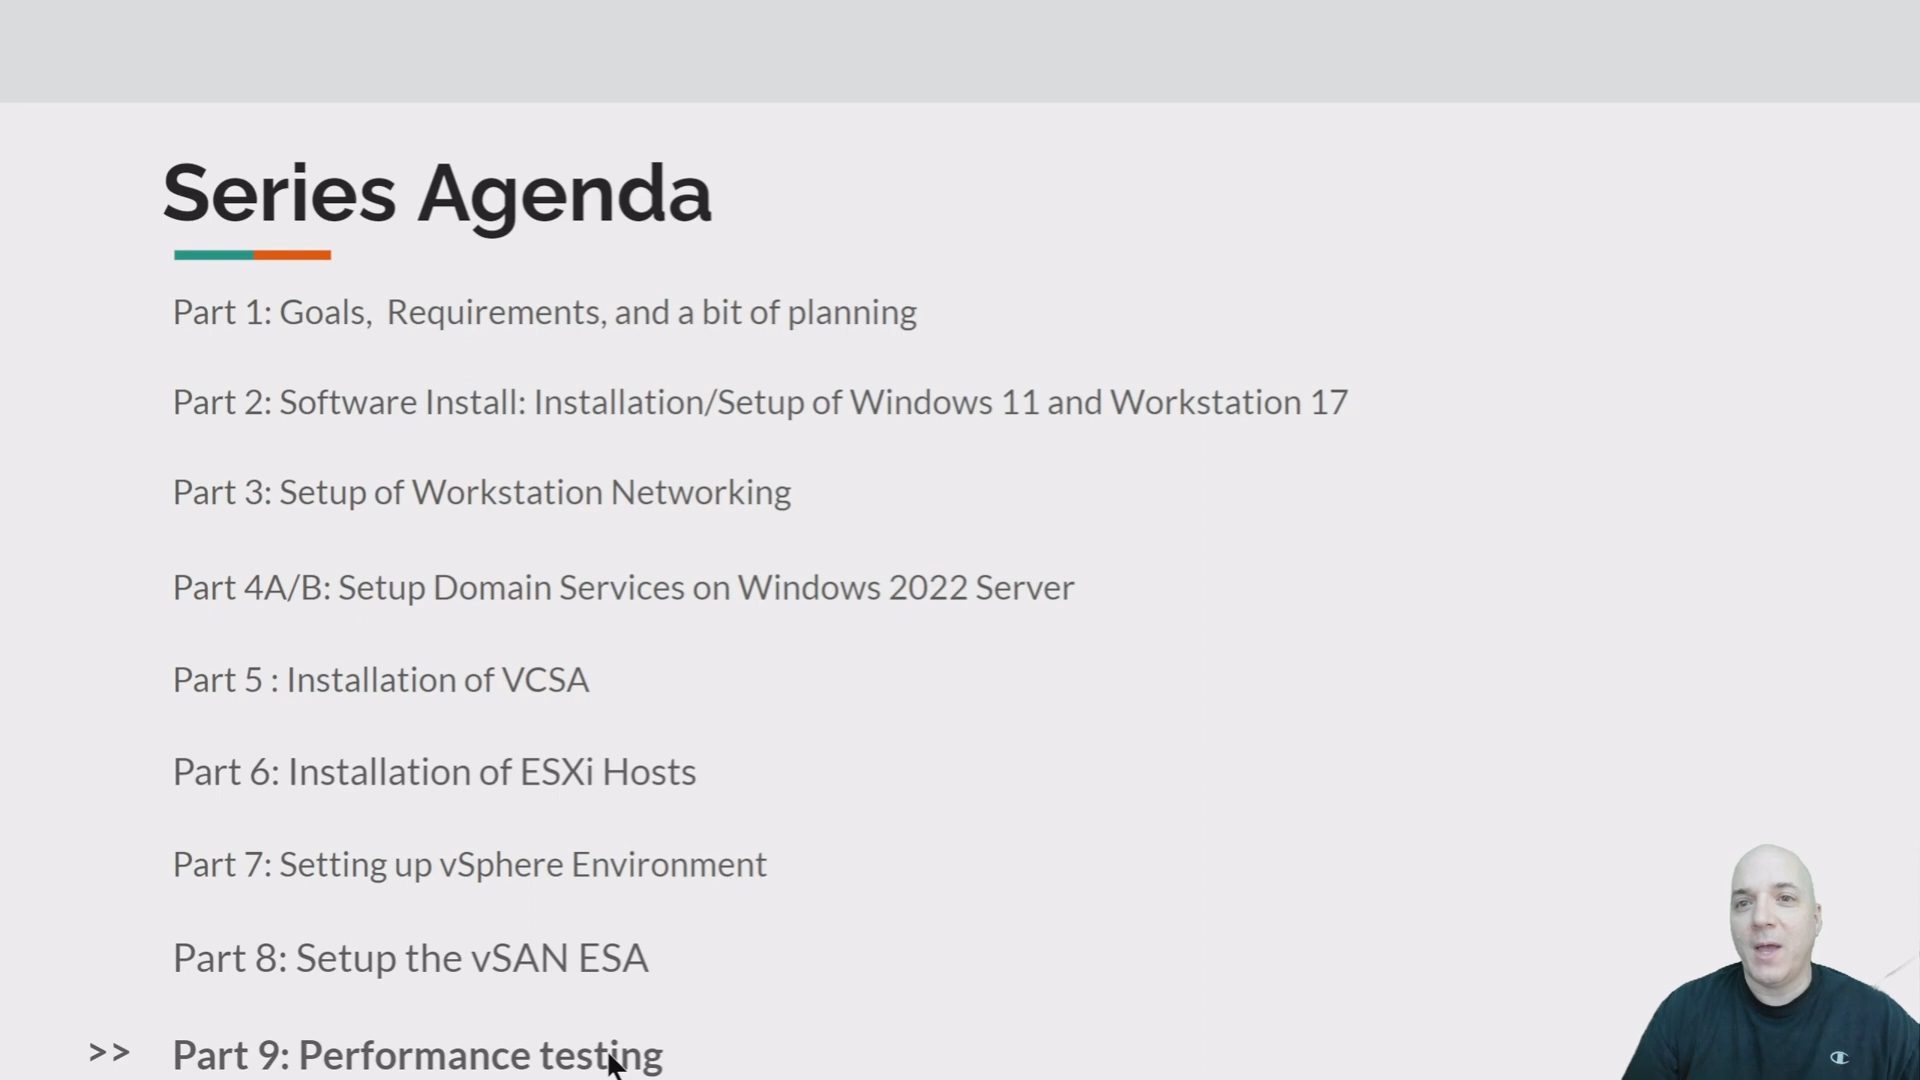 Series Agenda
Part 1: Goals,  Requirements, and a bit of planning
Part 2: Software Install: Installation/Setup of Windows 11 and Workstation 17
Part 3: Setup of Workstation Networking
Part 4A/B: Setup Domain Services on Windows 2022 Server
Part 5 : Installation of VCSA
Part 6: Installation of ESXi Hosts
Part 7: Setting up vSphere Environment
Part 8: Setup the vSAN ESA
>> Part 9: Performance testing